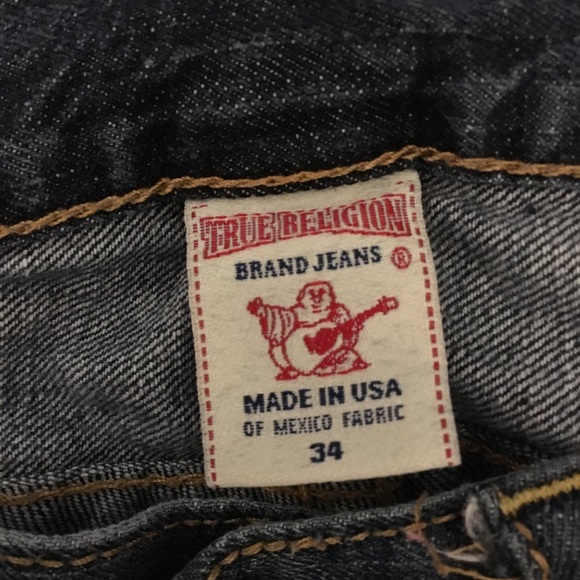 TRUE RELIGION
BRAND JEANS ®
MADE IN USA
OF MEXICO FABRIC
34